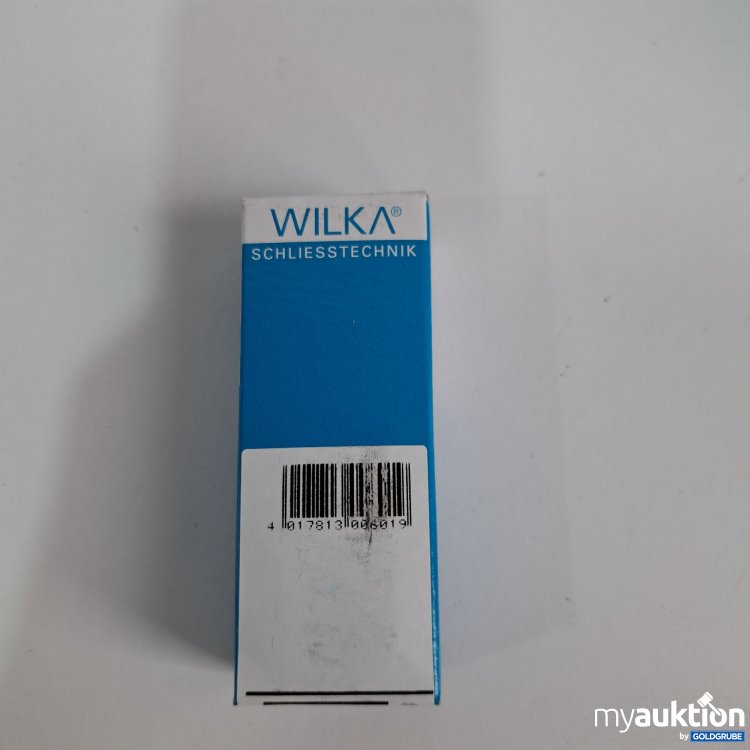 WILKA®
SCHLIESSTECHNIK
4 017813 006019
myauktion
by GOLDGRUBE